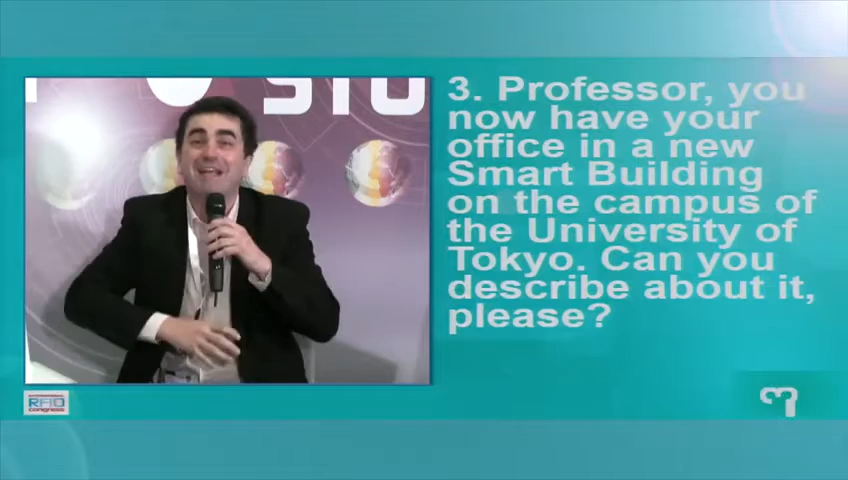 STU
3. Professor, you
now have your
office in a new
Smart Building
on the campus of
the University of
Tokyo. Can you
describe about it,
please?
RFID
congress